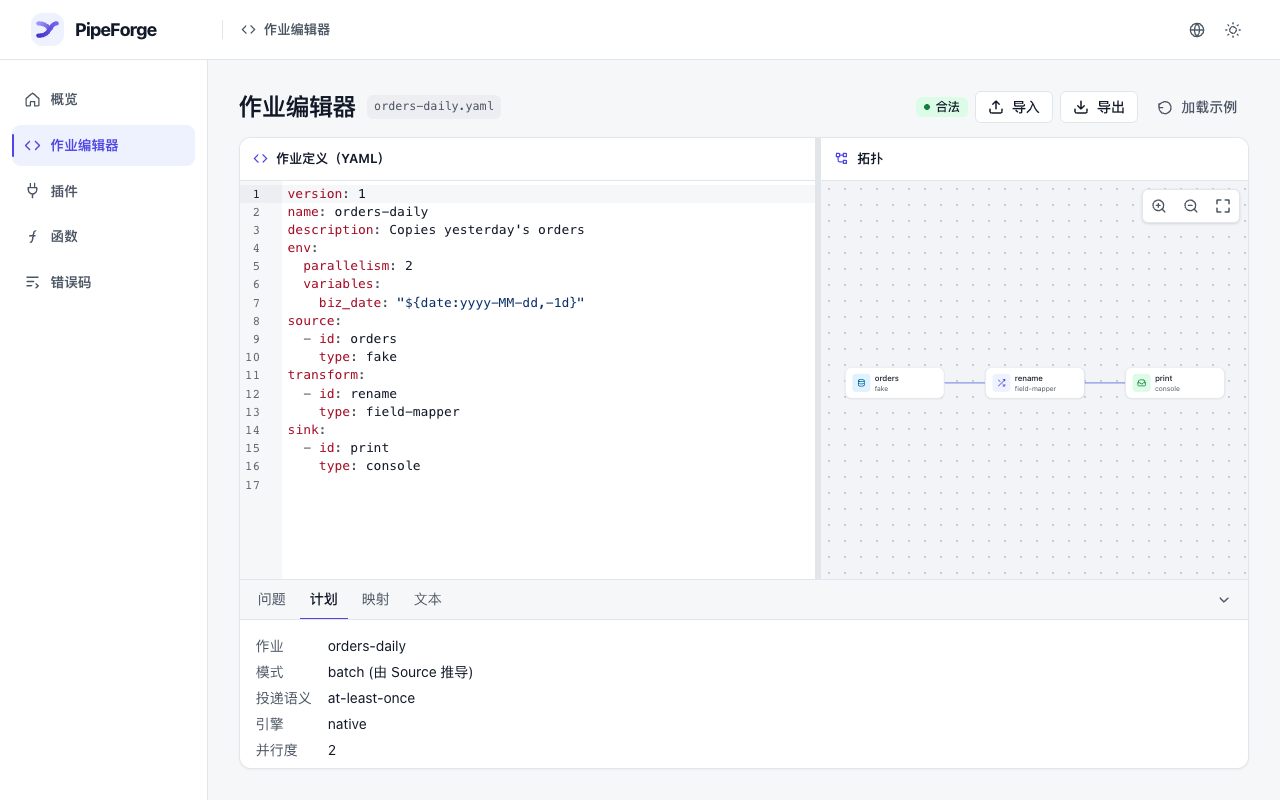 PipeForge
作业编辑器
概览
作业编辑器
插件
函数
错误码
作业编辑器
orders-daily.yaml
合法
导入
导出
加载示例
作业定义（YAML）
1 version: 1
2 name: orders-daily
3 description: Copies yesterday's orders
4 env:
5   parallelism: 2
6   variables:
7     biz_date: "${date:yyyy-MM-dd,-1d}"
8 source:
9   - id: orders
10     type: fake
11 transform:
12   - id: rename
13     type: field-mapper
14 sink:
15   - id: print
16     type: console
17
拓扑
orders
fake
rename
field-mapper
print
console
问题 计划 映射 文本
作业 orders-daily
模式 batch (由 Source 推导)
投递语义 at-least-once
引擎 native
并行度 2